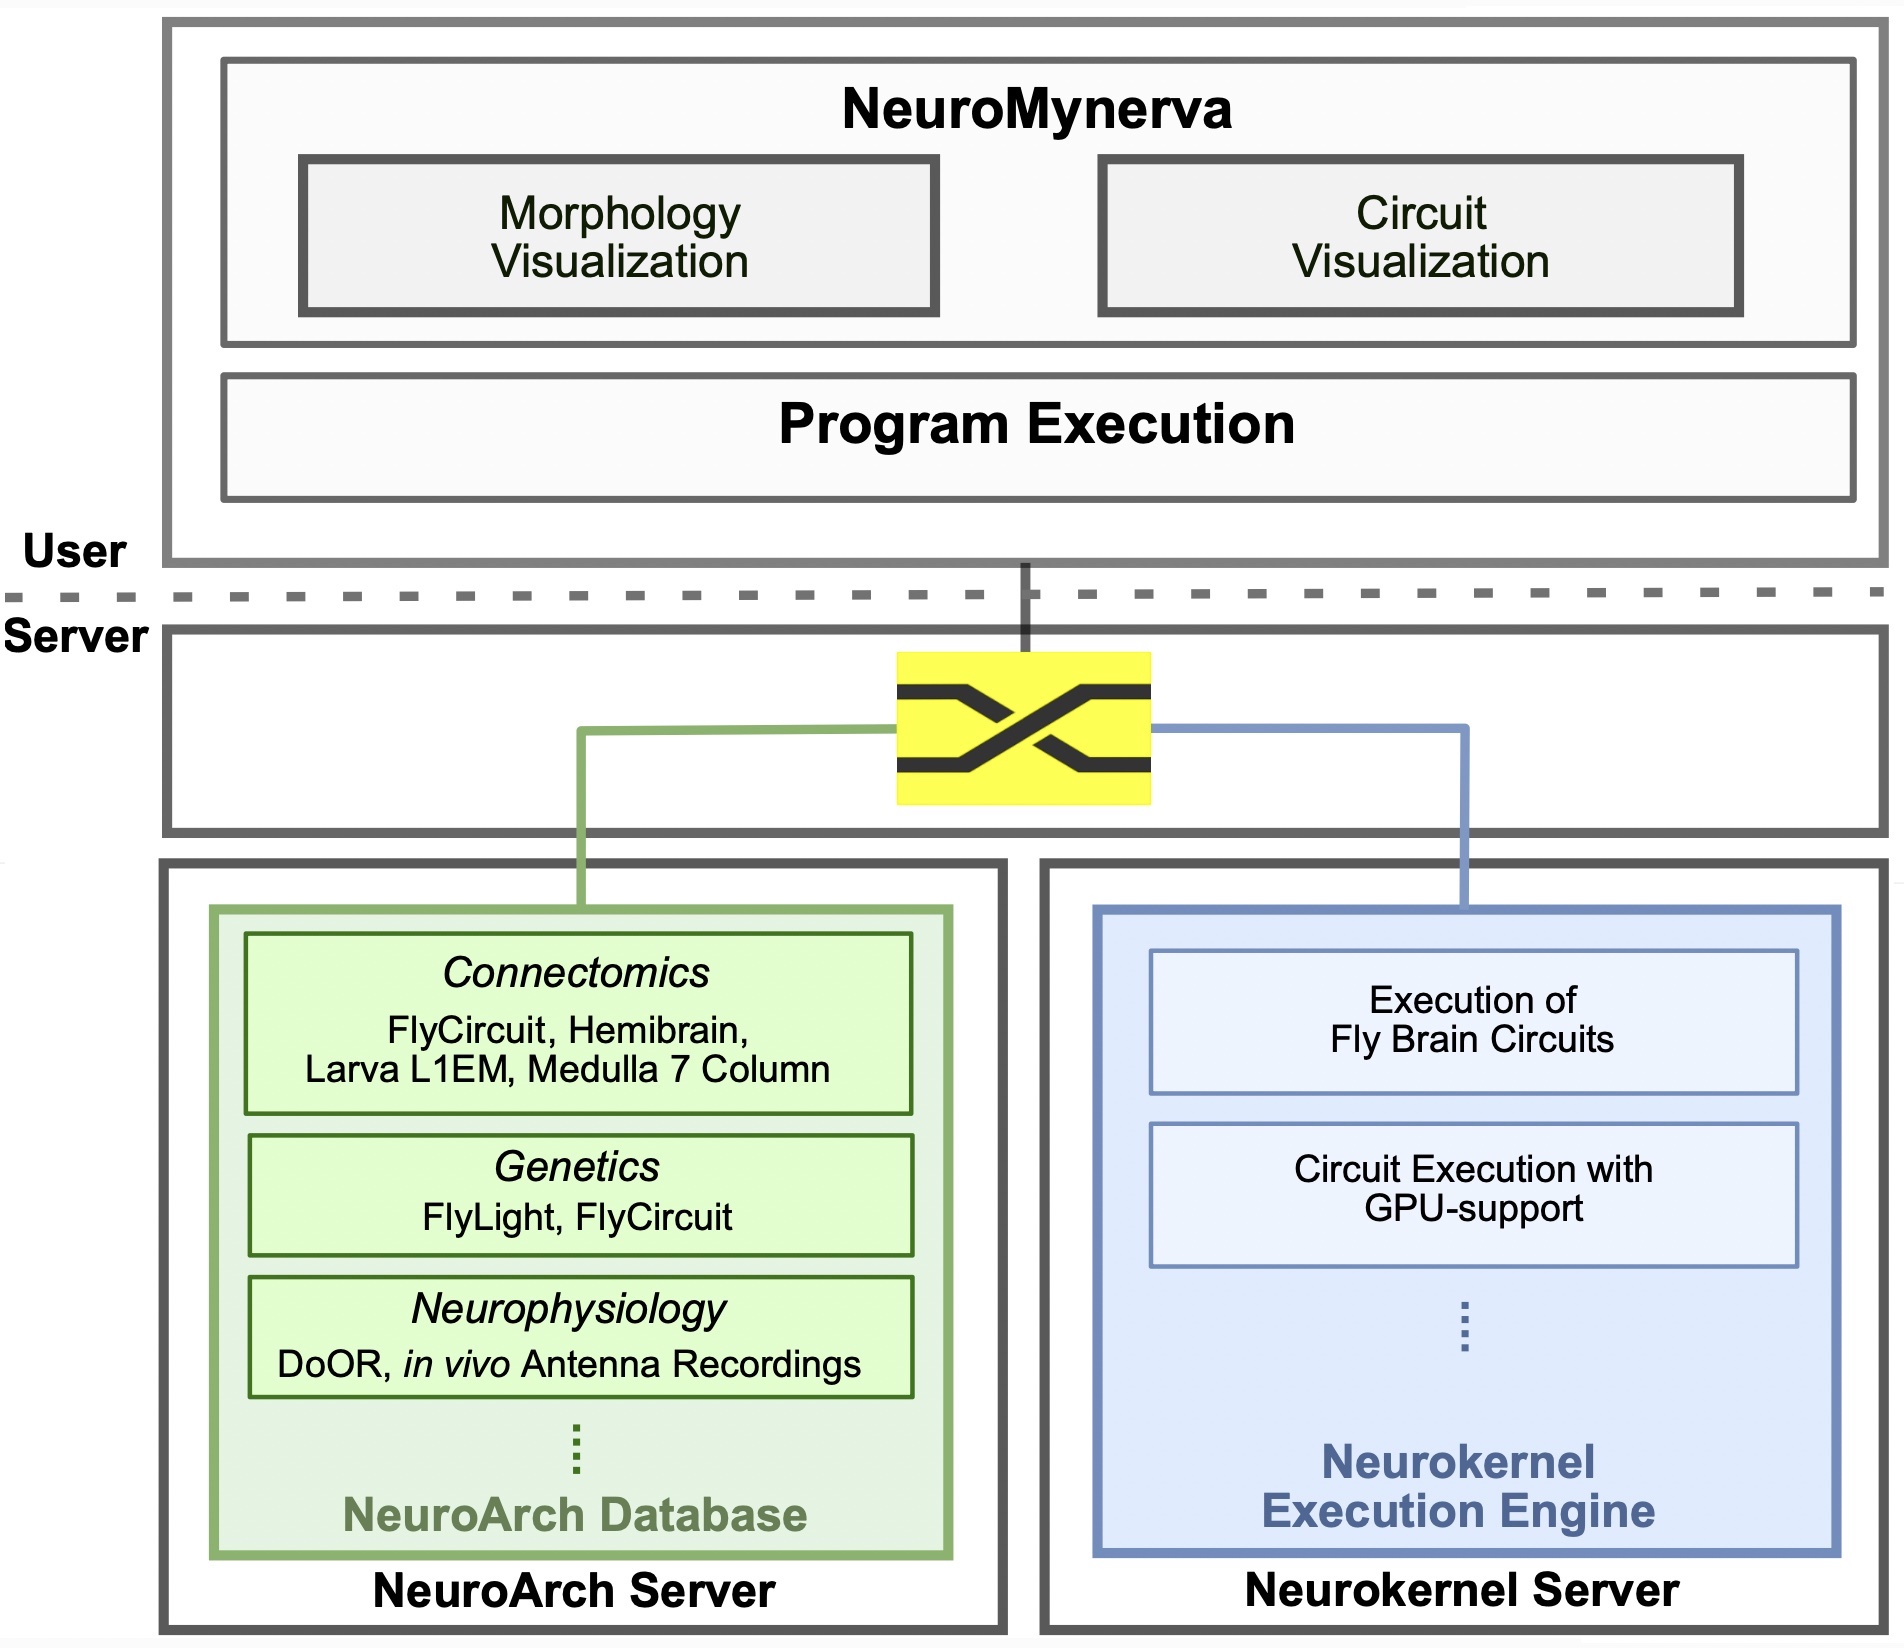 NeuroMynerva
Morphology
Visualization
Circuit
Visualization
Program Execution
User
Server
Connectomics
FlyCircuit, Hemibrain,
Larva L1EM, Medulla 7 Column
Genetics
FlyLight, FlyCircuit
Neurophysiology
DoOR, in vivo Antenna Recordings
NeuroArch Database
NeuroArch Server
Execution of
Fly Brain Circuits
Circuit Execution with
GPU-support
Neurokernel
Execution Engine
Neurokernel Server